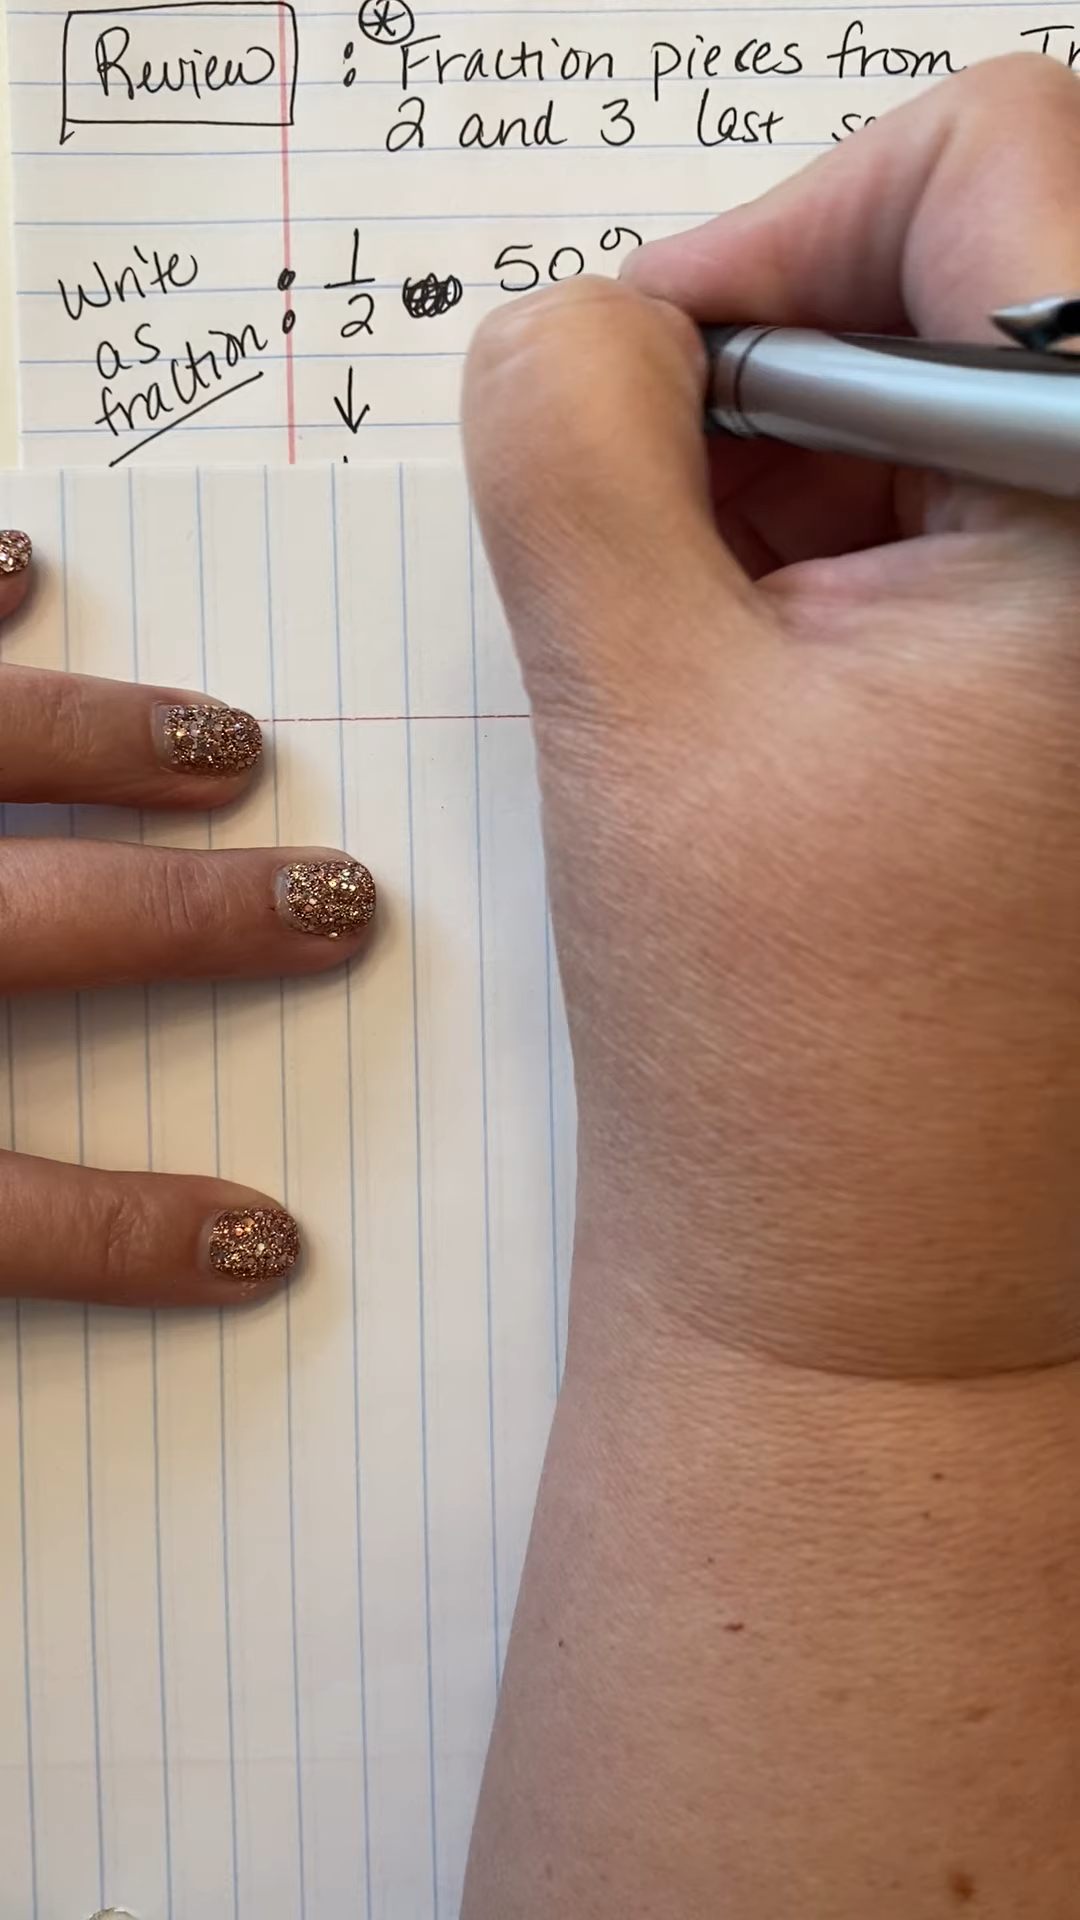 Review : Fraction pieces from
2 and 3 last
Write
as
fraction : 1/2 50